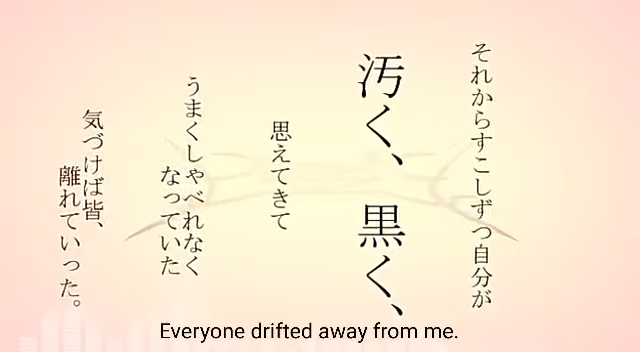 それからすこしずつ自分が
汚く、黒く、
思えてきて
うまくしゃべれなく
なっていた
気づけば皆、
離れていった。
Everyone drifted away from me.